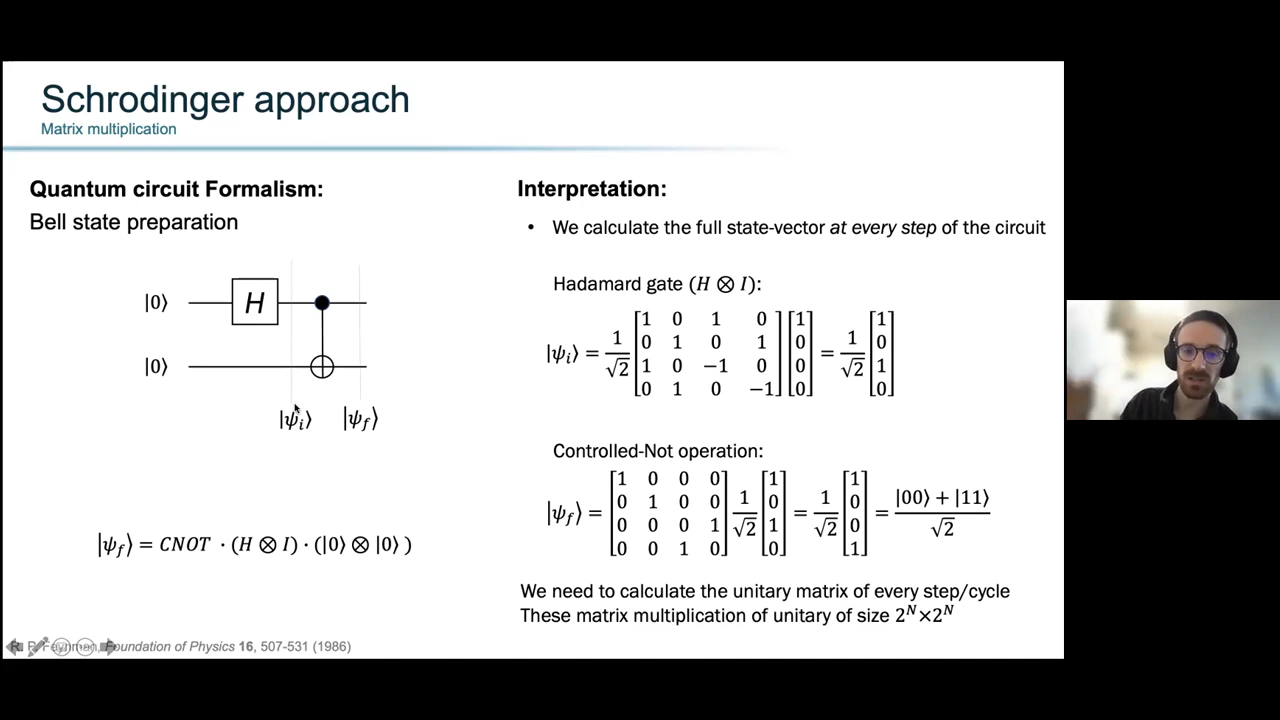 Schrodinger approach
Matrix multiplication
Quantum circuit Formalism:
Bell state preparation
|0⟩
H
|0⟩
|ψᵢ⟩ |ψ_f⟩
|ψ_f⟩ = CNOT · (H ⊗ I) · (|0⟩ ⊗ |0⟩ )
Interpretation:
• We calculate the full state-vector at every step of the circuit
Hadamard gate (H ⊗ I):
|ψᵢ⟩ = 1/√2 [1 0 1 0; 0 1 0 1; 1 0 −1 0; 0 1 0 −1] [1; 0; 0; 0] = 1/√2 [1; 0; 1; 0]
Controlled-Not operation:
|ψ_f⟩ = [1 0 0 0; 0 1 0 0; 0 0 0 1; 0 0 1 0] 1/√2 [1; 0; 1; 0] = 1/√2 [1; 0; 0; 1] = |00⟩ + |11⟩ / √2
We need to calculate the unitary matrix of every step/cycle
These matrix multiplication of unitary of size 2ᴺ×2ᴺ
R. P. Feynman, Foundation of Physics 16, 507-531 (1986)